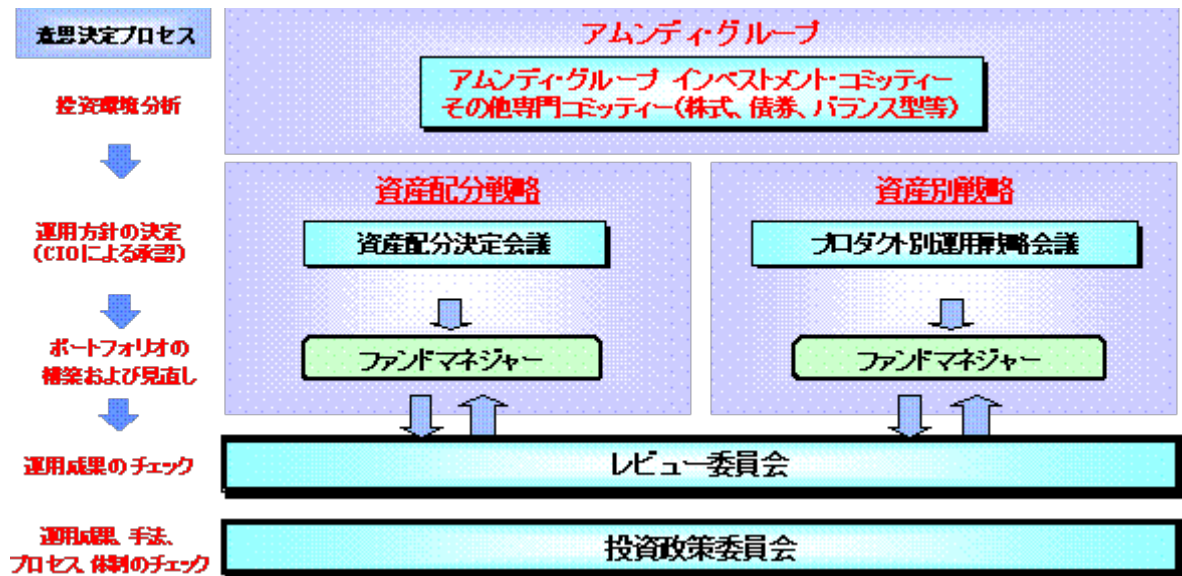 意思決定プロセス
アムンディ・グループ
アムンディ・グループ インベストメント・コミッティー
その他専門コミッティー(株式、債券、バランス型等)
投資環境分析
資産配分戦略
資産別戦略
運用方針の決定
(CIOによる承認)
資産配分決定会議
プロダクト別運用戦略会議
ポートフォリオの
構築および見直し
ファンドマネジャー
ファンドマネジャー
運用成果のチェック
レビュー委員会
運用成果、手法、
プロセス、体制のチェック
投資政策委員会